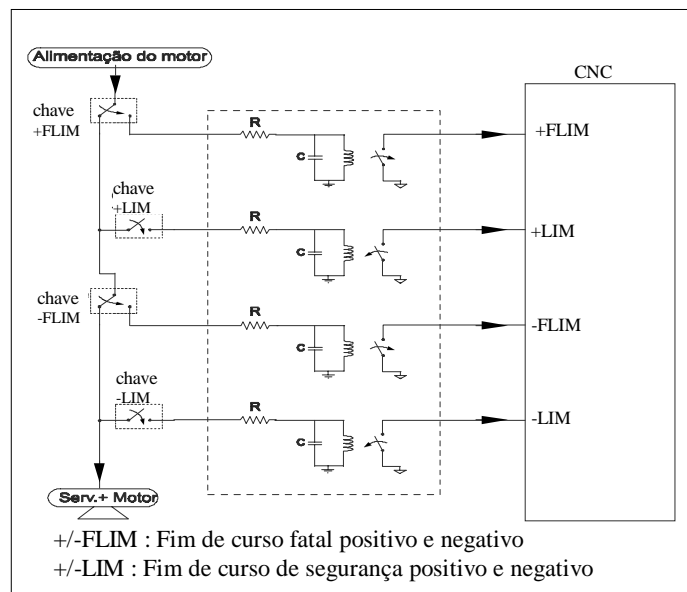 Alimentação do motor
CNC
chave
+FLIM
R
C
+FLIM
chave
+LIM
R
C
+LIM
chave
-FLIM
R
C
-FLIM
chave
-LIM
R
C
-LIM
Serv.+ Motor
+/-FLIM : Fim de curso fatal positivo e negativo
+/-LIM : Fim de curso de segurança positivo e negativo